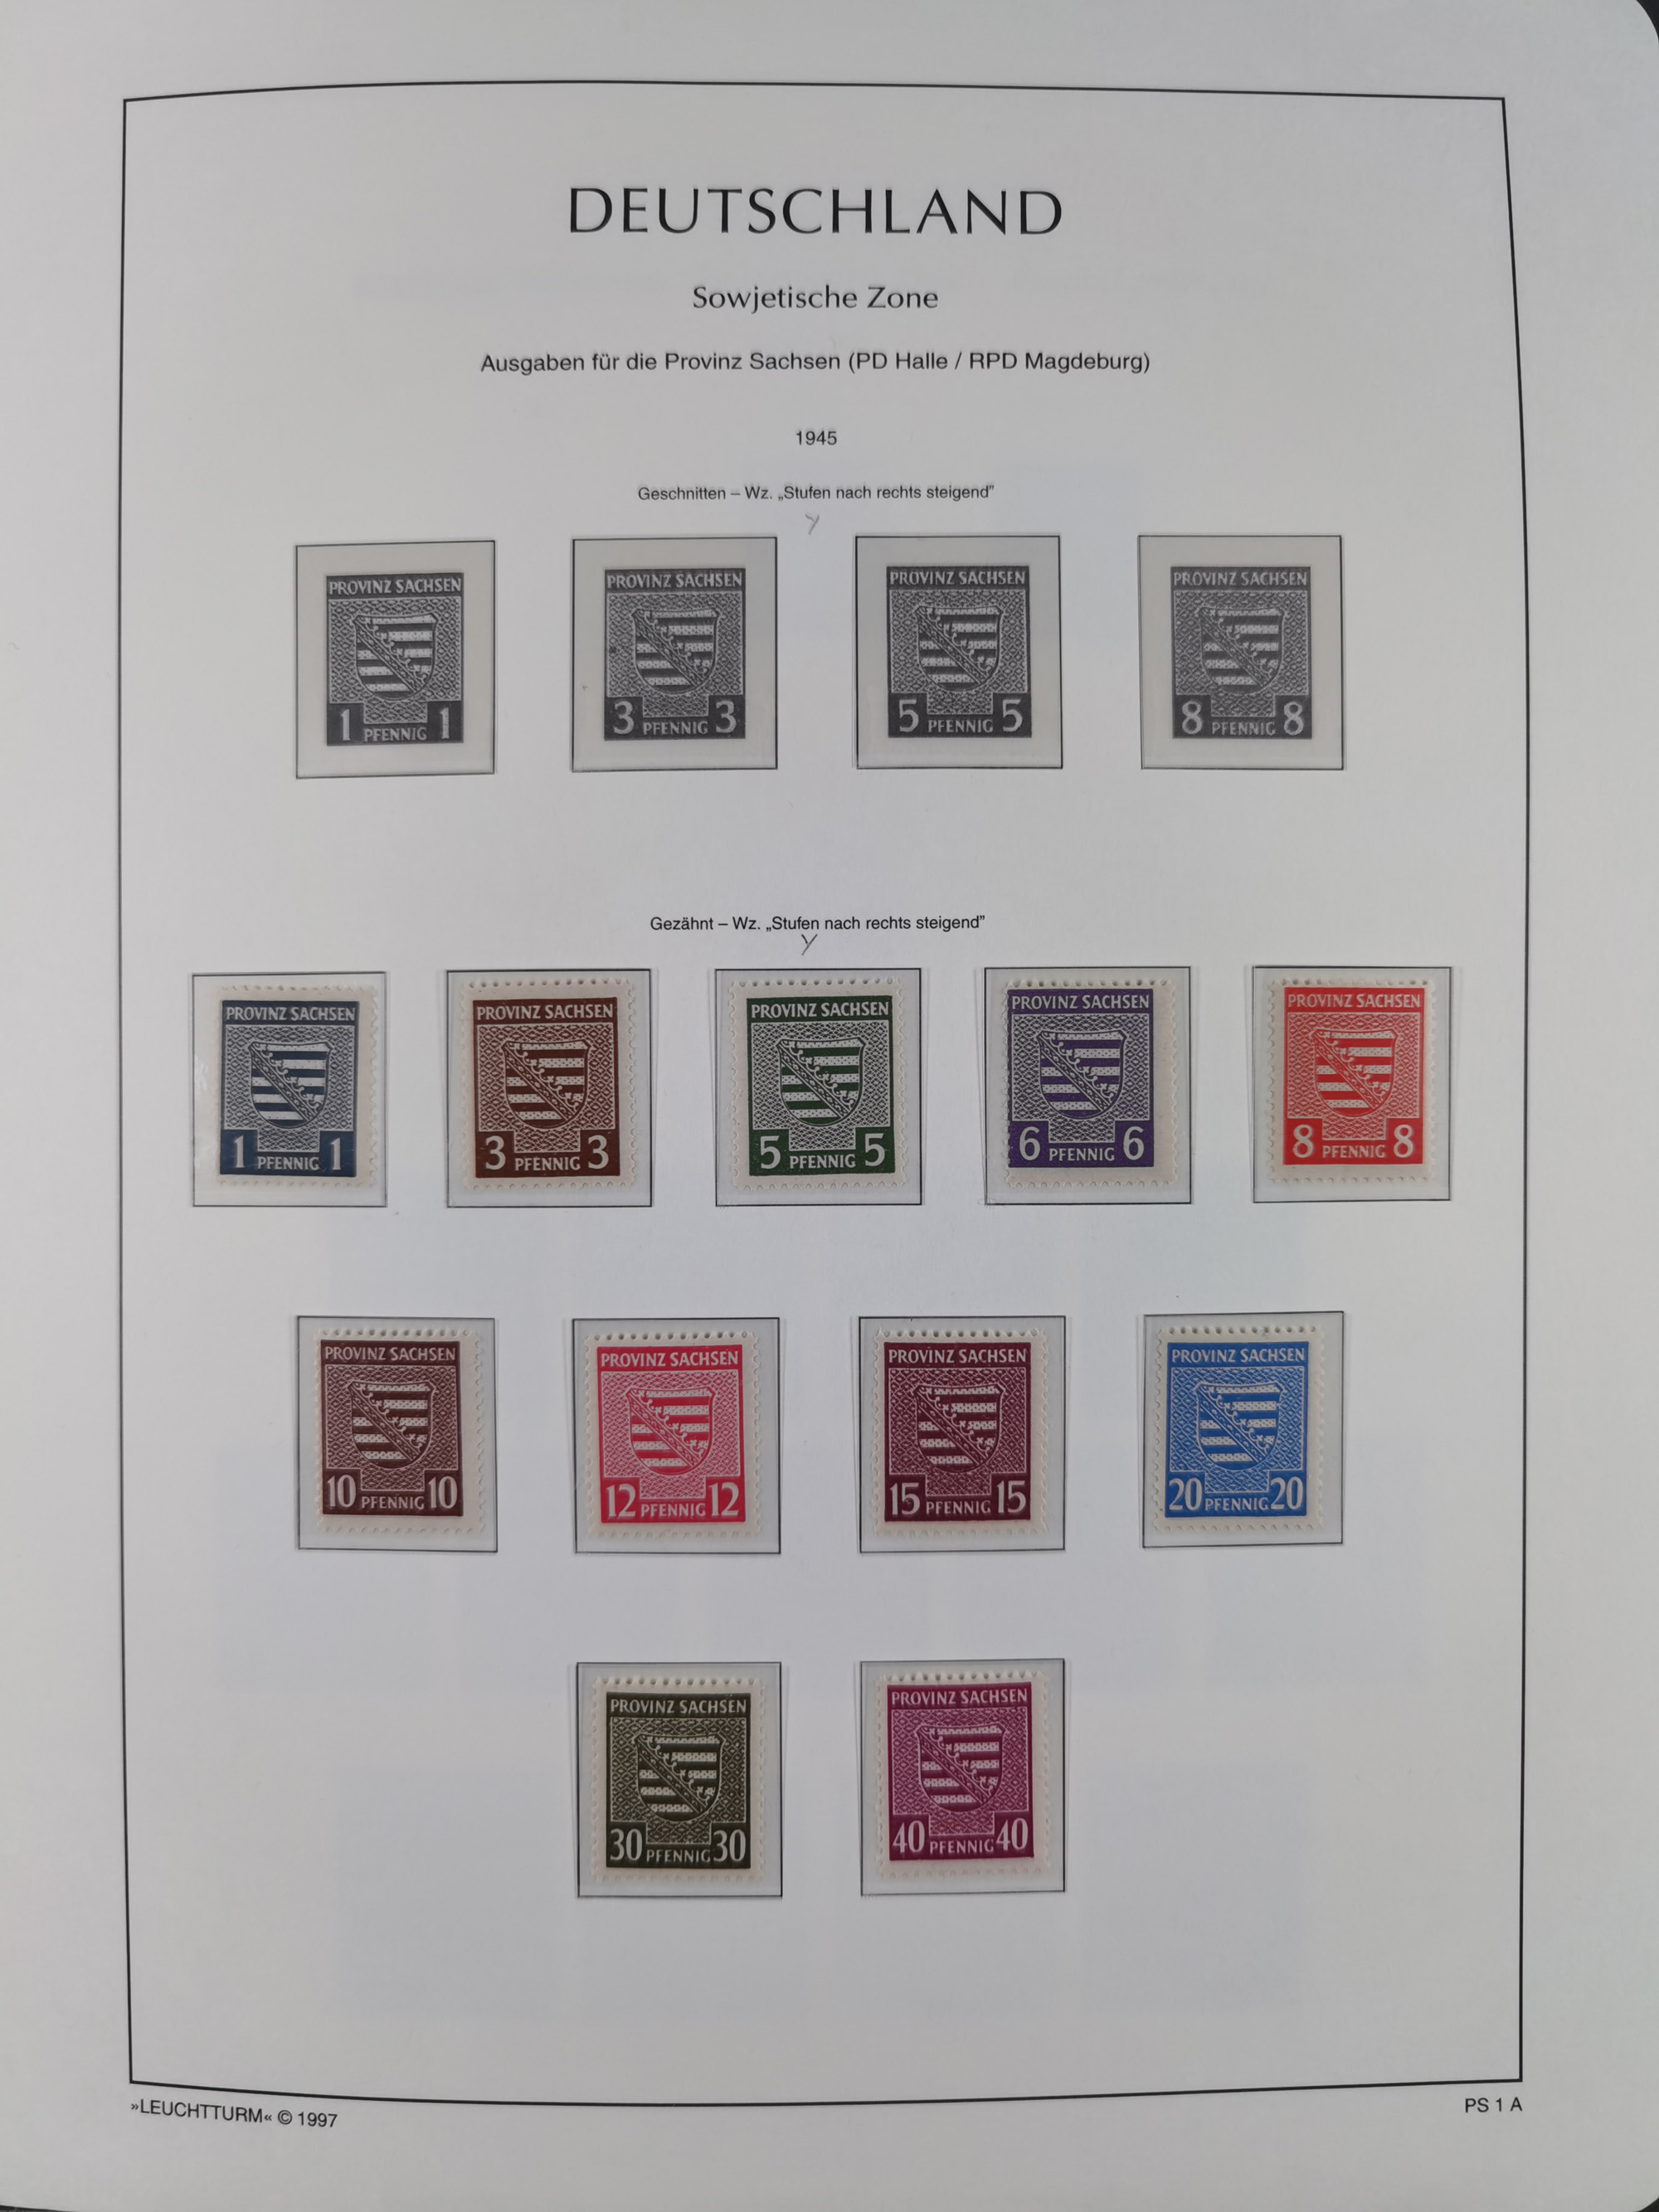 DEUTSCHLAND
Sowjetische Zone
Ausgaben für die Provinz Sachsen (PD Halle / RPD Magdeburg)
1945
Geschnitten – Wz. „Stufen nach rechts steigend”
y
PROVINZ SACHSEN
1 PFENNIG 1
PROVINZ SACHSEN
3 PFENNIG 3
PROVINZ SACHSEN
5 PFENNIG 5
PROVINZ SACHSEN
8 PFENNIG 8
Gezähnt – Wz. „Stufen nach rechts steigend”
y
PROVINZ SACHSEN
1 PFENNIG 1
PROVINZ SACHSEN
3 PFENNIG 3
PROVINZ SACHSEN
5 PFENNIG 5
PROVINZ SACHSEN
6 PFENNIG 6
PROVINZ SACHSEN
8 PFENNIG 8
PROVINZ SACHSEN
10 PFENNIG 10
PROVINZ SACHSEN
12 PFENNIG 12
PROVINZ SACHSEN
15 PFENNIG 15
PROVINZ SACHSEN
20 PFENNIG 20
PROVINZ SACHSEN
30 PFENNIG 30
PROVINZ SACHSEN
40 PFENNIG 40
»LEUCHTTURM« © 1997
PS 1 A